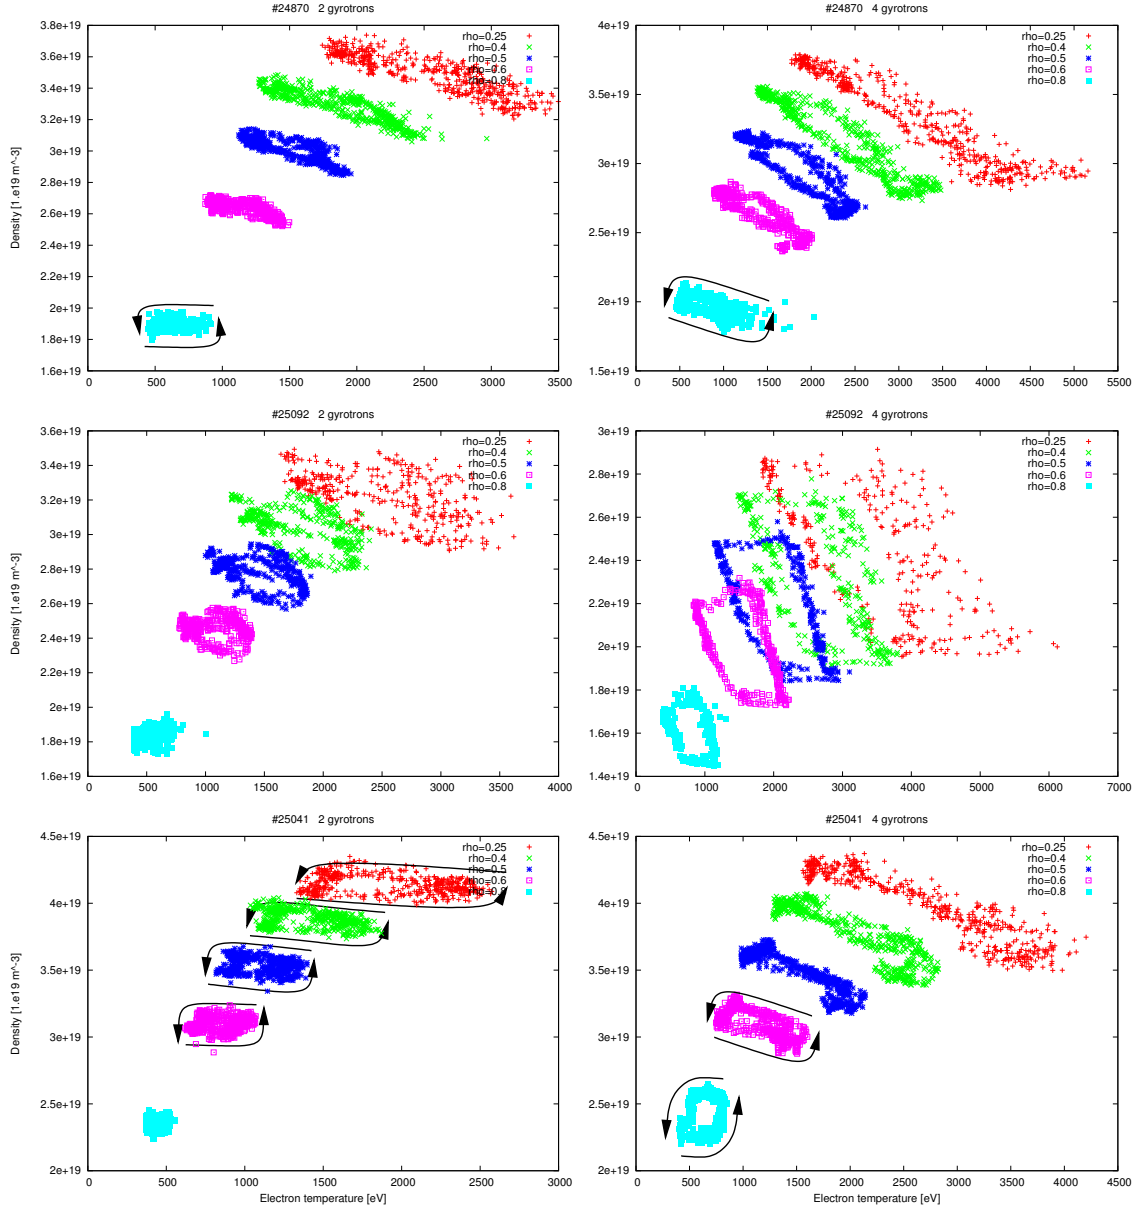 #24870 2 gyrotrons
3.8e+19
3.6e+19
3.4e+19
3.2e+19
3e+19
2.8e+19
2.6e+19
2.4e+19
2.2e+19
2e+19
1.8e+19
1.6e+19
Density [1.e19 m^-3]
rho=0.25
rho=0.4
rho=0.5
rho=0.6
rho=0.8
0 500 1000 1500 2000 2500 3000 3500
#24870 4 gyrotrons
4e+19
3.5e+19
3e+19
2.5e+19
2e+19
1.5e+19
rho=0.25
rho=0.4
rho=0.5
rho=0.6
rho=0.8
0 500 1000 1500 2000 2500 3000 3500 4000 4500 5000 5500
#25092 2 gyrotrons
3.6e+19
3.4e+19
3.2e+19
3e+19
2.8e+19
2.6e+19
2.4e+19
2.2e+19
2e+19
1.8e+19
1.6e+19
Density [1.e19 m^-3]
rho=0.25
rho=0.4
rho=0.5
rho=0.6
rho=0.8
0 500 1000 1500 2000 2500 3000 3500 4000
#25092 4 gyrotrons
3e+19
2.8e+19
2.6e+19
2.4e+19
2.2e+19
2e+19
1.8e+19
1.6e+19
1.4e+19
rho=0.25
rho=0.4
rho=0.5
rho=0.6
rho=0.8
0 1000 2000 3000 4000 5000 6000 7000
#25041 2 gyrotrons
4.5e+19
4e+19
3.5e+19
3e+19
2.5e+19
2e+19
Density [1.e19 m^-3]
rho=0.25
rho=0.4
rho=0.5
rho=0.6
rho=0.8
0 500 1000 1500 2000 2500 3000
Electron temperature [eV]
#25041 4 gyrotrons
4.5e+19
4e+19
3.5e+19
3e+19
2.5e+19
2e+19
rho=0.25
rho=0.4
rho=0.5
rho=0.6
rho=0.8
0 500 1000 1500 2000 2500 3000 3500 4000 4500
Electron temperature [eV]